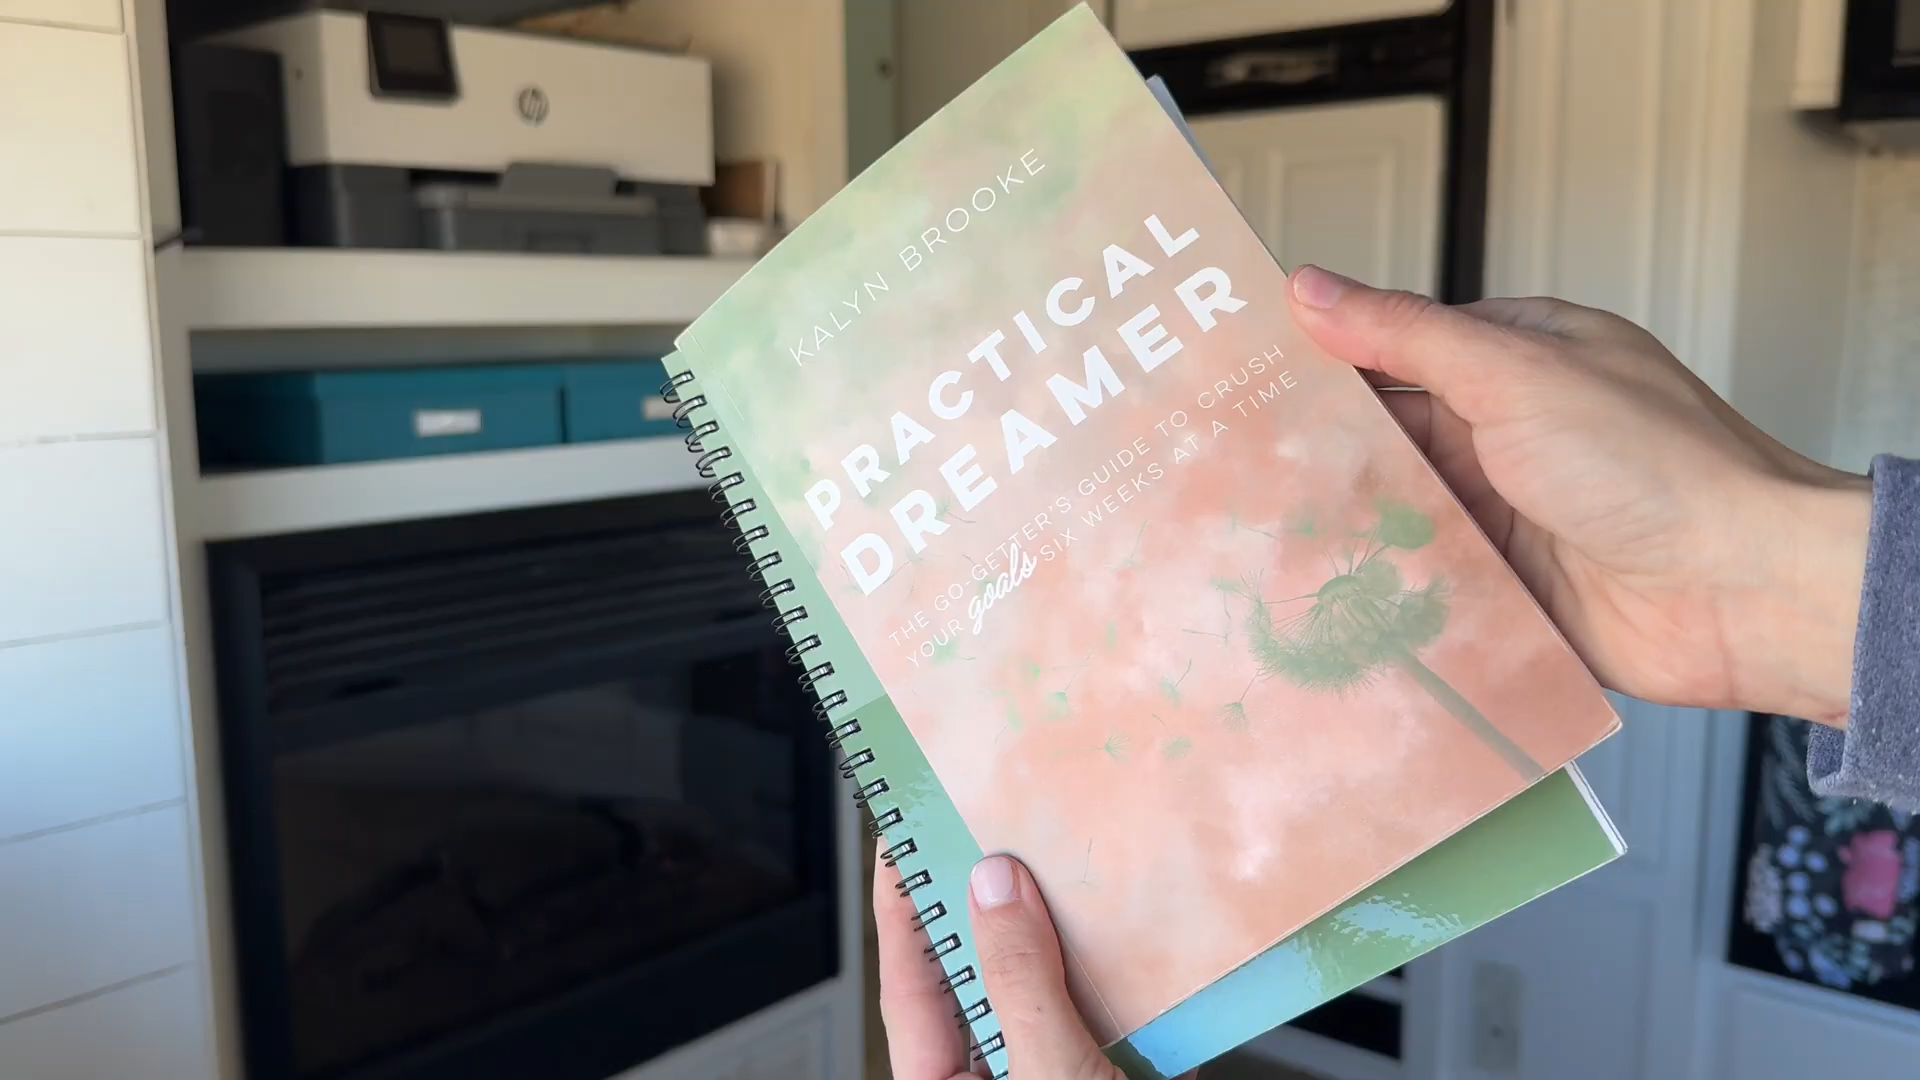 KALYN BROOKE
PRACTICAL
DREAMER
THE GO-GETTER'S GUIDE TO CRUSH
YOUR goals SIX WEEKS AT A TIME
hp